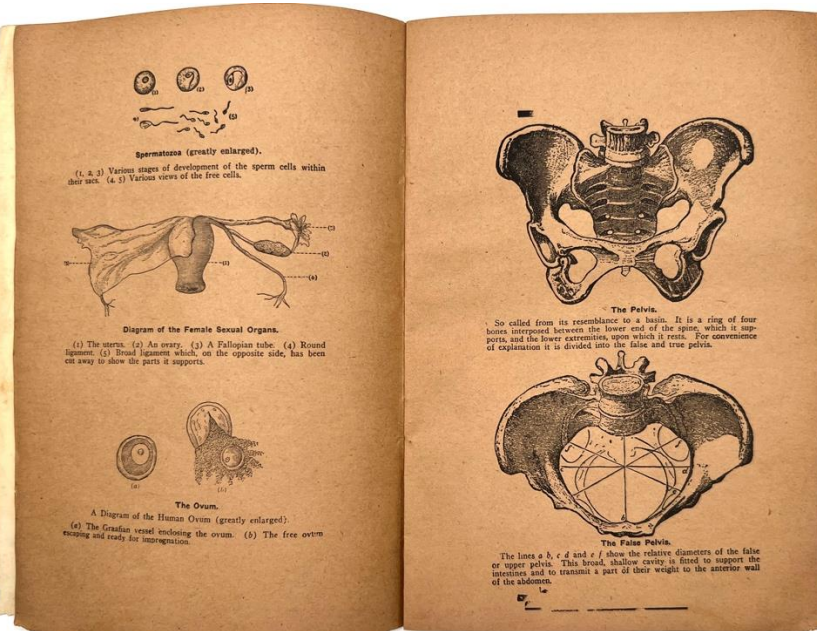 (1)
(2)
(3)
(5)
Spermatozoa (greatly enlarged).
(1, 2, 3) Various stages of development of the sperm cells within
their sacs. (4, 5) Various views of the free cells.
(1)
(2)
(3)
(4)
Diagram of the Female Sexual Organs.
(1) The uterus. (2) An ovary. (3) A Fallopian tube. (4) Round
ligament. (5) Broad ligament which, on the opposite side, has been
cut away to show the parts it supports.
(a)
(b)
The Ovum.
A Diagram of the Human Ovum (greatly enlarged).
(a) The Graafian vessel enclosing the ovum. (b) The free ovum
escaping and ready for impregnation.
The Pelvis.
So called from its resemblance to a basin. It is a ring of four
bones interposed between the lower end of the spine, which it sup-
ports, and the lower extremities, upon which it rests. For convenience
of explanation it is divided into the false and true pelvis.
The False Pelvis.
The lines a b, c d and e f show the relative diameters of the false
or upper pelvis. This broad, shallow cavity is fitted to support the
intestines and to transmit a part of their weight to the anterior wall
of the abdomen.